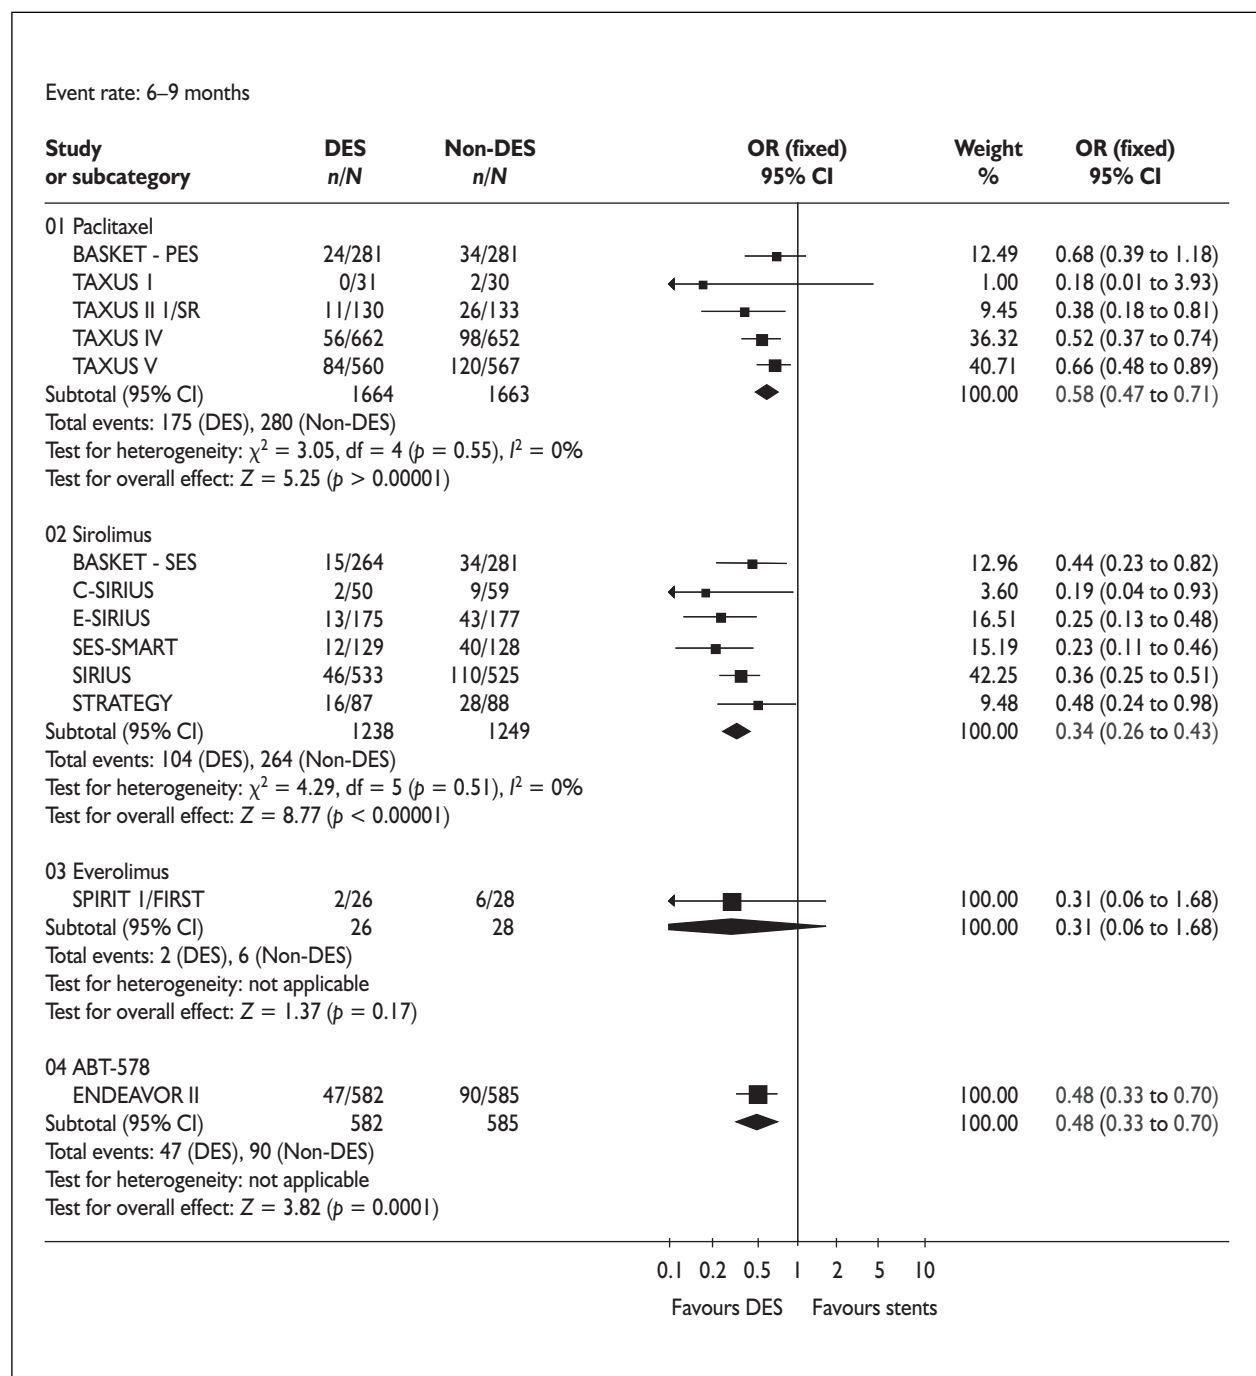 Event rate: 6–9 months
Study DES Non-DES OR (fixed) Weight OR (fixed)
or subcategory n/N n/N 95% CI % 95% CI
01 Paclitaxel
BASKET - PES 24/281 34/281 12.49 0.68 (0.39 to 1.18)
TAXUS I 0/31 2/30 1.00 0.18 (0.01 to 3.93)
TAXUS II 1/SR 11/130 26/133 9.45 0.38 (0.18 to 0.81)
TAXUS IV 56/662 98/652 36.32 0.52 (0.37 to 0.74)
TAXUS V 84/560 120/567 40.71 0.66 (0.48 to 0.89)
Subtotal (95% CI) 1664 1663 100.00 0.58 (0.47 to 0.71)
Total events: 175 (DES), 280 (Non-DES)
Test for heterogeneity: χ² = 3.05, df = 4 (p = 0.55), I² = 0%
Test for overall effect: Z = 5.25 (p > 0.00001)
02 Sirolimus
BASKET - SES 15/264 34/281 12.96 0.44 (0.23 to 0.82)
C-SIRIUS 2/50 9/59 3.60 0.19 (0.04 to 0.93)
E-SIRIUS 13/175 43/177 16.51 0.25 (0.13 to 0.48)
SES-SMART 12/129 40/128 15.19 0.23 (0.11 to 0.46)
SIRIUS 46/533 110/525 42.25 0.36 (0.25 to 0.51)
STRATEGY 16/87 28/88 9.48 0.48 (0.24 to 0.98)
Subtotal (95% CI) 1238 1249 100.00 0.34 (0.26 to 0.43)
Total events: 104 (DES), 264 (Non-DES)
Test for heterogeneity: χ² = 4.29, df = 5 (p = 0.51), I² = 0%
Test for overall effect: Z = 8.77 (p < 0.00001)
03 Everolimus
SPIRIT 1/FIRST 2/26 6/28 100.00 0.31 (0.06 to 1.68)
Subtotal (95% CI) 26 28 100.00 0.31 (0.06 to 1.68)
Total events: 2 (DES), 6 (Non-DES)
Test for heterogeneity: not applicable
Test for overall effect: Z = 1.37 (p = 0.17)
04 ABT-578
ENDEAVOR II 47/582 90/585 100.00 0.48 (0.33 to 0.70)
Subtotal (95% CI) 582 585 100.00 0.48 (0.33 to 0.70)
Total events: 47 (DES), 90 (Non-DES)
Test for heterogeneity: not applicable
Test for overall effect: Z = 3.82 (p = 0.0001)
0.1 0.2 0.5 1 2 5 10
Favours DES Favours stents